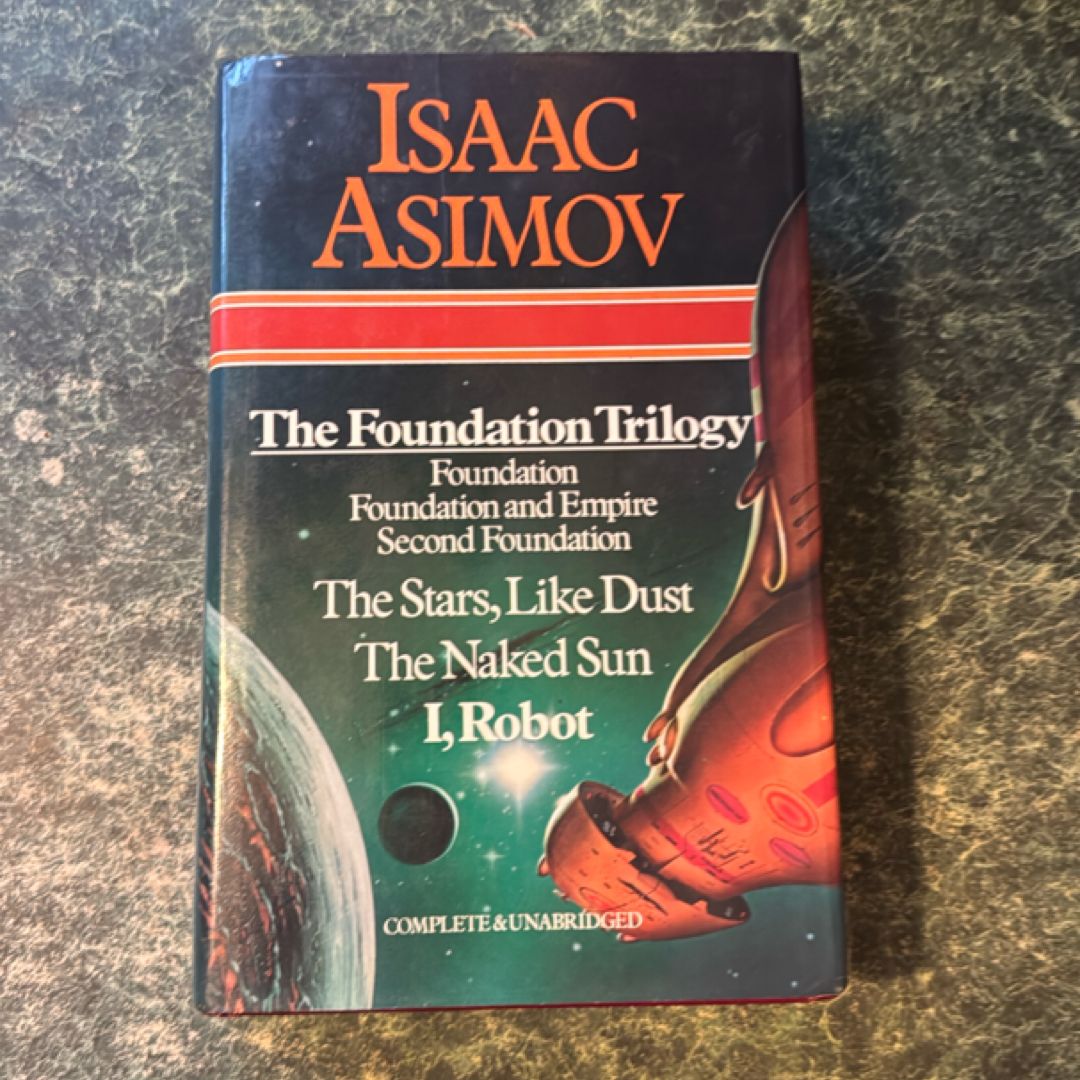 ISAAC
ASIMOV
The Foundation Trilogy
Foundation
Foundation and Empire
Second Foundation
The Stars, Like Dust
The Naked Sun
I, Robot
COMPLETE & UNABRIDGED